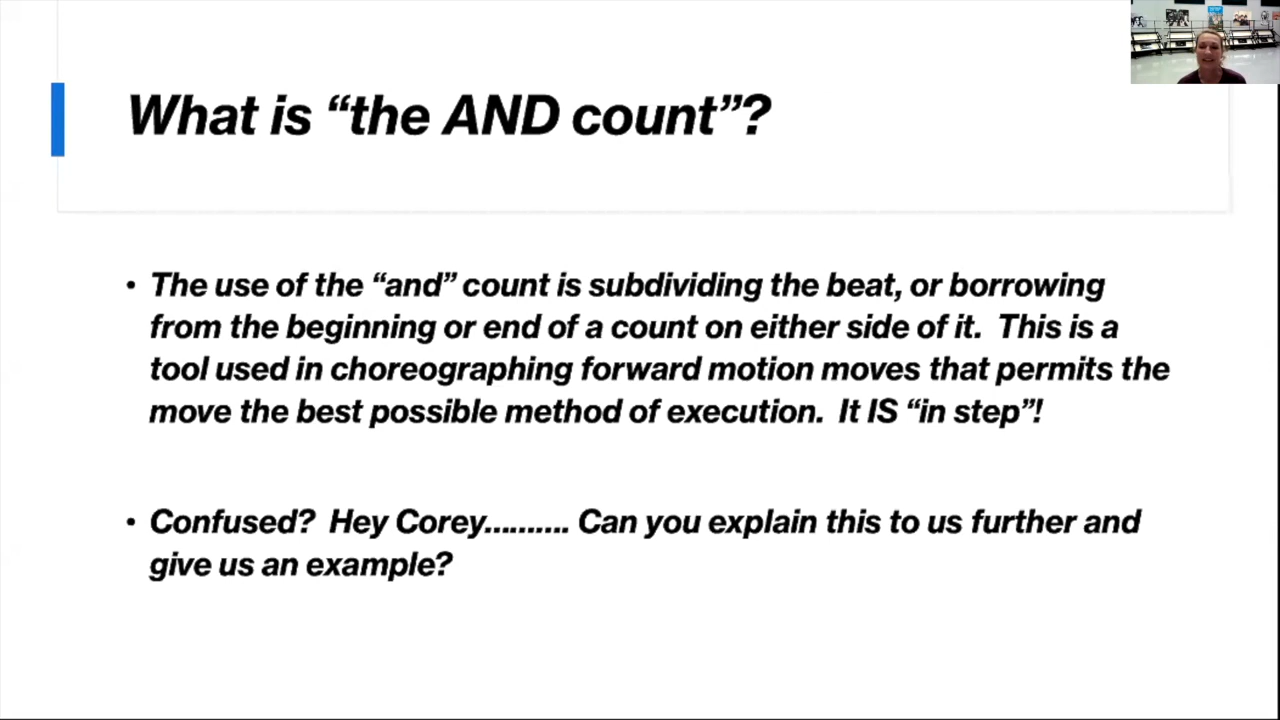 What is “the AND count”?
• The use of the “and” count is subdividing the beat, or borrowing
from the beginning or end of a count on either side of it.  This is a
tool used in choreographing forward motion moves that permits the
move the best possible method of execution.  It IS “in step”!
• Confused?  Hey Corey.......... Can you explain this to us further and
give us an example?